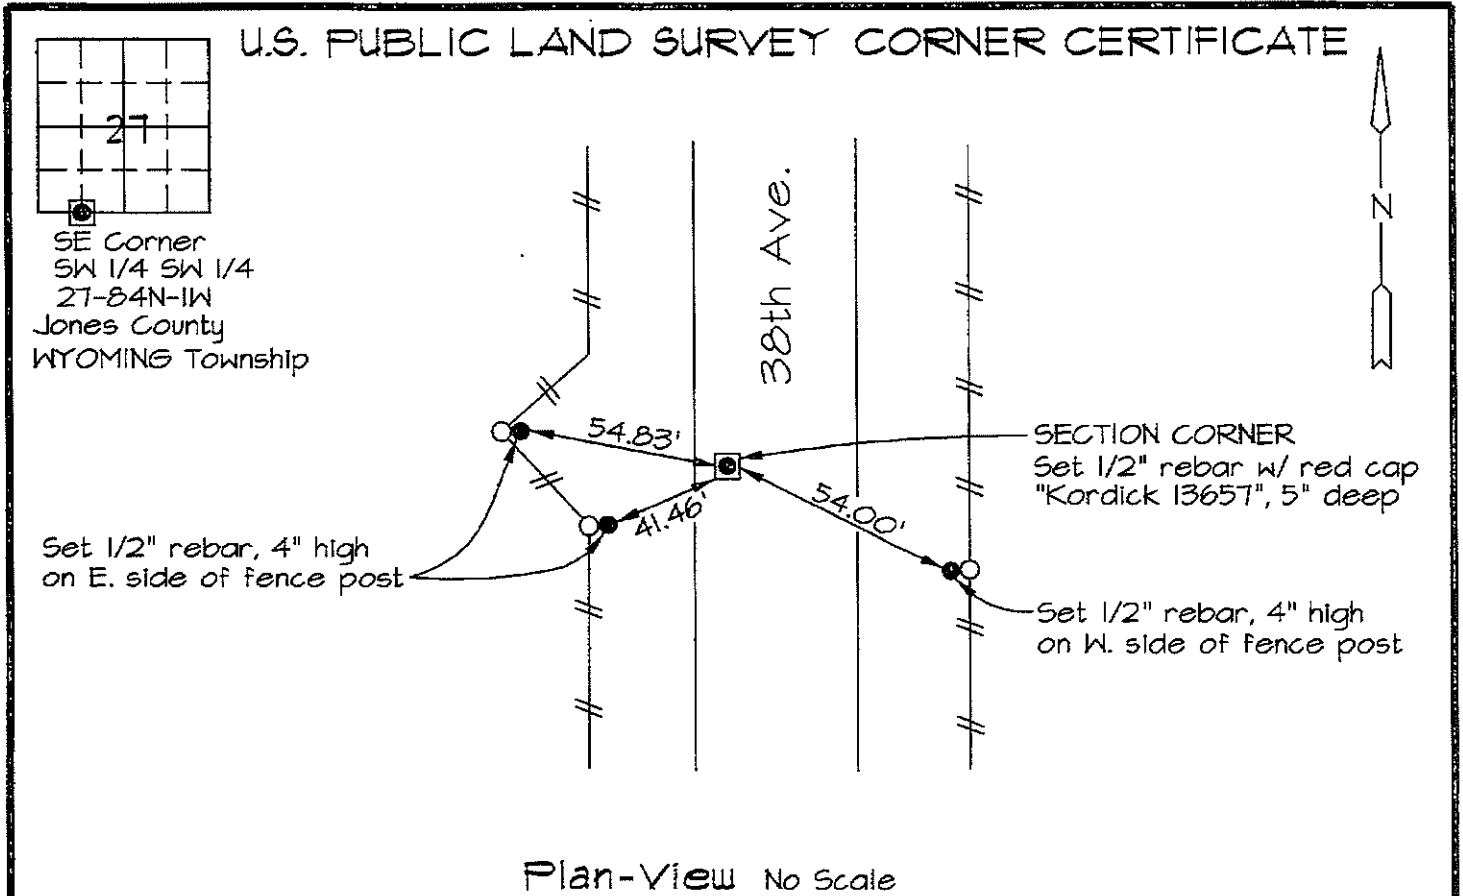 U.S. PUBLIC LAND SURVEY CORNER CERTIFICATE
27
SE Corner
SW 1/4 SW 1/4
27-84N-1W
Jones County
WYOMING Township
38th Ave.
N
54.83'
41.46'
54.00'
SECTION CORNER
Set 1/2" rebar w/ red cap
"Kordick 13657", 5" deep
Set 1/2" rebar, 4" high
on E. side of fence post
Set 1/2" rebar, 4" high
on W. side of fence post
Plan-View No Scale